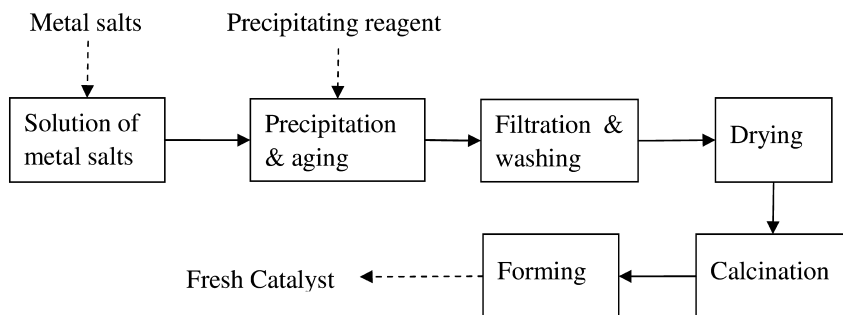 Metal salts
Precipitating reagent
Solution of
metal salts
Precipitation
& aging
Filtration &
washing
Drying
Fresh Catalyst
Forming
Calcination